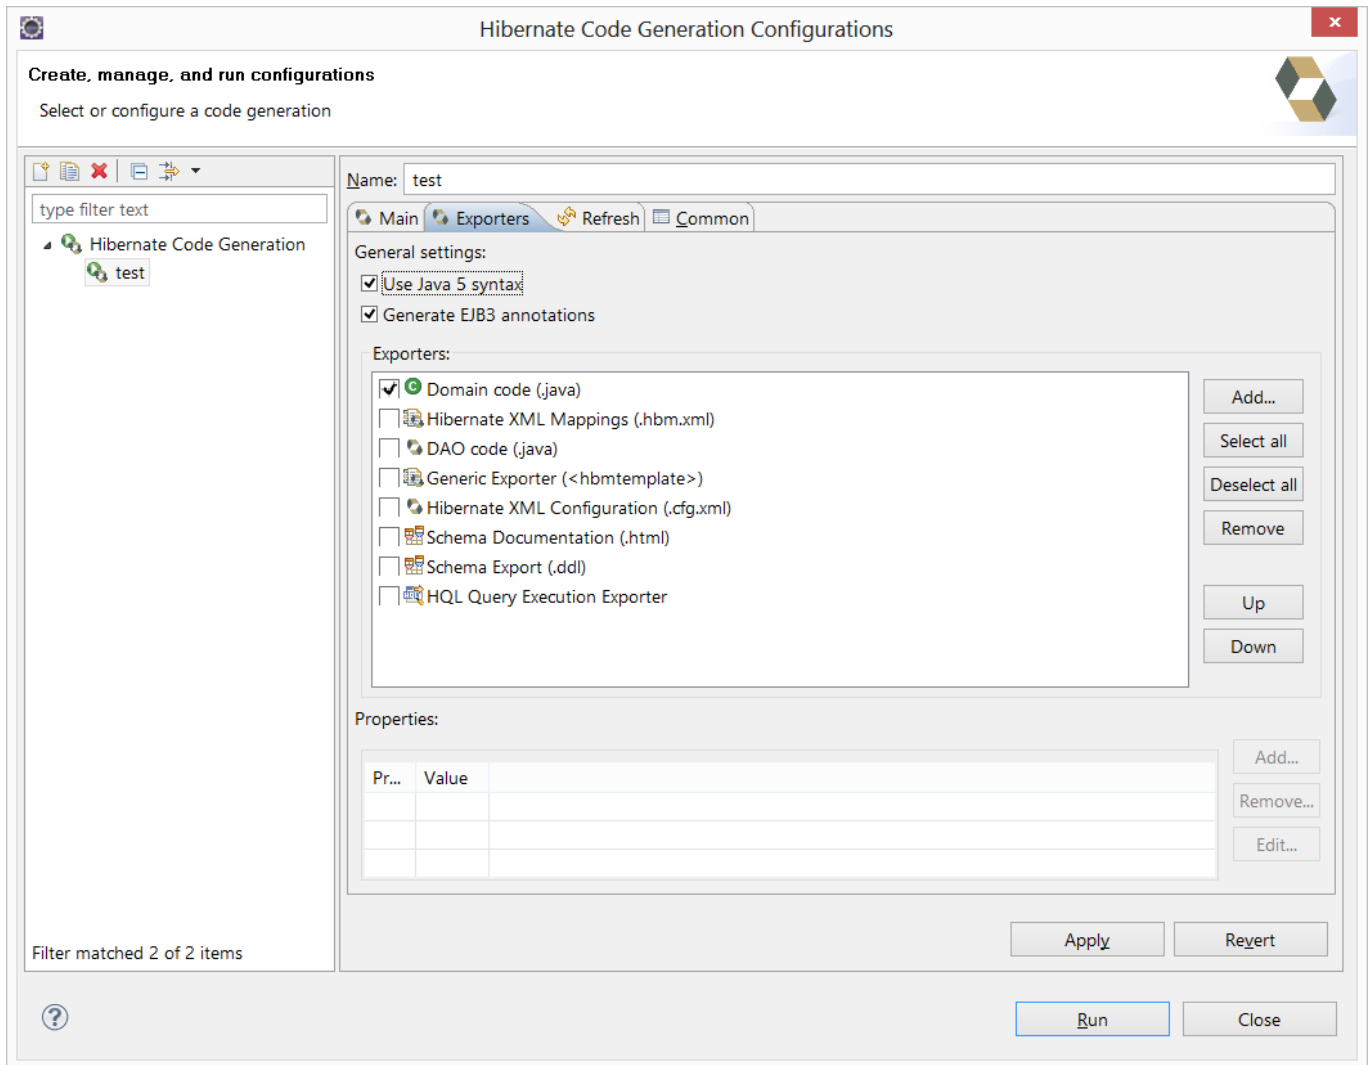 Hibernate Code Generation Configurations
Create, manage, and run configurations
Select or configure a code generation
type filter text
Hibernate Code Generation
test
Filter matched 2 of 2 items
Name: test
Main Exporters Refresh Common
General settings:
Use Java 5 syntax
Generate EJB3 annotations
Exporters:
Domain code (.java)
Hibernate XML Mappings (.hbm.xml)
DAO code (.java)
Generic Exporter (<hbmtemplate>)
Hibernate XML Configuration (.cfg.xml)
Schema Documentation (.html)
Schema Export (.ddl)
HQL Query Execution Exporter
Add...
Select all
Deselect all
Remove
Up
Down
Properties:
Pr... Value
Add...
Remove...
Edit...
Apply Revert
Run Close